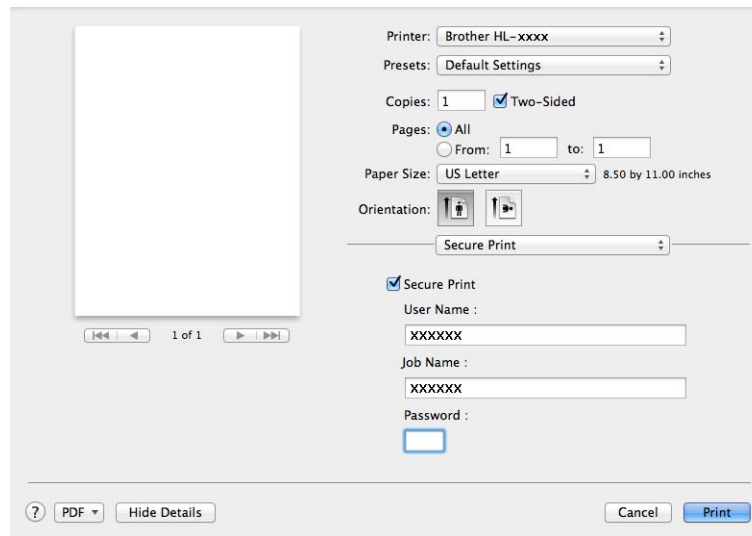 Printer: Brother HL-xxxx
Presets: Default Settings
Copies: 1 Two-Sided
Pages: All
From: 1 to: 1
Paper Size: US Letter 8.50 by 11.00 inches
Orientation:
Secure Print
Secure Print
User Name :
XXXXXX
Job Name :
XXXXXX
Password :
1 of 1
? PDF Hide Details Cancel Print